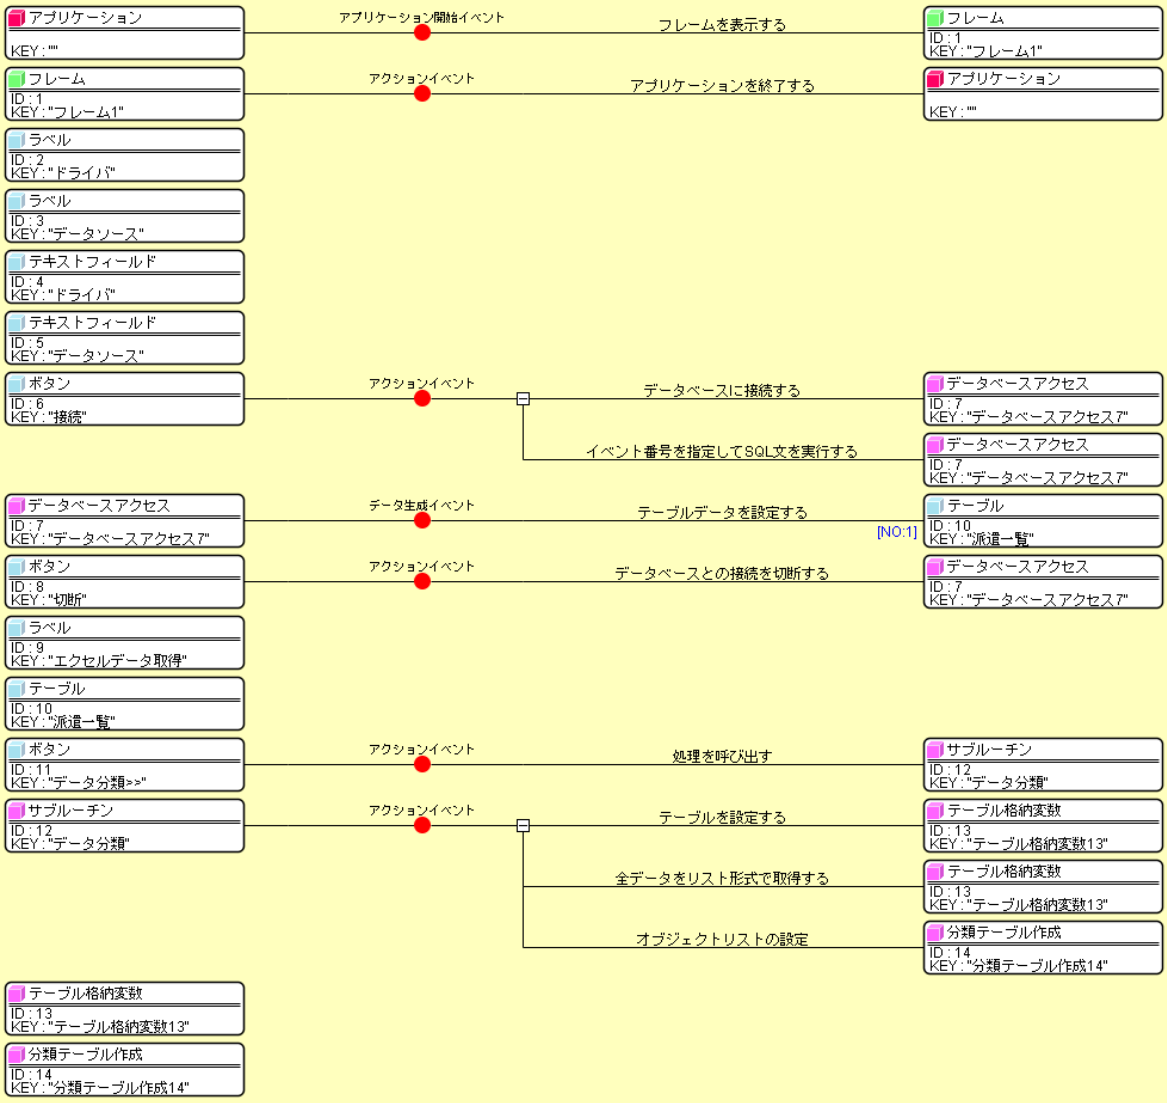 アプリケーション
KEY : ""
アプリケーション開始イベント
フレームを表示する
フレーム
ID : 1
KEY : "フレーム1"
フレーム
ID : 1
KEY : "フレーム1"
アクションイベント
アプリケーションを終了する
アプリケーション
KEY : ""
ラベル
ID : 2
KEY : "ドライバ"
ラベル
ID : 3
KEY : "データソース"
テキストフィールド
ID : 4
KEY : "ドライバ"
テキストフィールド
ID : 5
KEY : "データソース"
ボタン
ID : 6
KEY : "接続"
アクションイベント
データベースに接続する
データベースアクセス
ID : 7
KEY : "データベースアクセス7"
イベント番号を指定してSQL文を実行する
データベースアクセス
ID : 7
KEY : "データベースアクセス7"
データベースアクセス
ID : 7
KEY : "データベースアクセス7"
データ生成イベント
テーブルデータを設定する
[NO:1]
テーブル
ID : 10
KEY : "派遣一覧"
ボタン
ID : 8
KEY : "切断"
アクションイベント
データベースとの接続を切断する
データベースアクセス
ID : 7
KEY : "データベースアクセス7"
ラベル
ID : 9
KEY : "エクセルデータ取得"
テーブル
ID : 10
KEY : "派遣一覧"
ボタン
ID : 11
KEY : "データ分類>>"
アクションイベント
処理を呼び出す
サブルーチン
ID : 12
KEY : "データ分類"
サブルーチン
ID : 12
KEY : "データ分類"
アクションイベント
テーブルを設定する
テーブル格納変数
ID : 13
KEY : "テーブル格納変数13"
全データをリスト形式で取得する
テーブル格納変数
ID : 13
KEY : "テーブル格納変数13"
オブジェクトリストの設定
分類テーブル作成
ID : 14
KEY : "分類テーブル作成14"
テーブル格納変数
ID : 13
KEY : "テーブル格納変数13"
分類テーブル作成
ID : 14
KEY : "分類テーブル作成14"